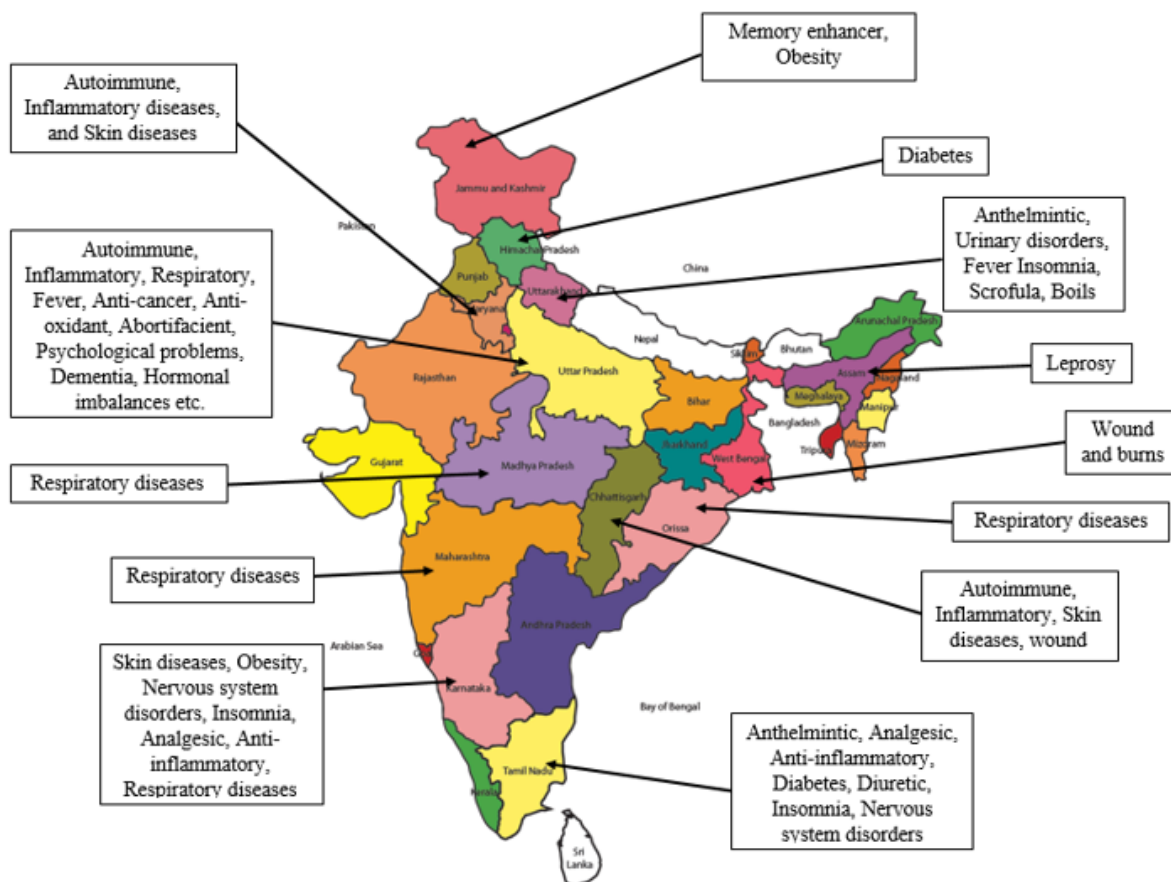 Memory enhancer,
Obesity
Autoimmune,
Inflammatory diseases,
and Skin diseases
Diabetes
Jammu and Kashmir
Pakistan
Himachal Pradesh
Punjab
Uttarakhand
China
Anthelmintic,
Urinary disorders,
Fever Insomnia,
Scrofula, Boils
Autoimmune,
Inflammatory, Respiratory,
Fever, Anti-cancer, Anti-
oxidant, Abortifacient,
Psychological problems,
Dementia, Hormonal
imbalances etc.
Rajasthan
Uttar Pradesh
Nepal
Bhutan
Arunachal Pradesh
Assam
Nagaland
Meghalaya
Manipur
Bihar
Bangladesh
Mizoram
Leprosy
Wound
and burns
West Bengal
Gujarat
Madhya Pradesh
Chhattisgarh
Orissa
Respiratory diseases
Respiratory diseases
Maharashtra
Respiratory diseases
Autoimmune,
Inflammatory, Skin
diseases, wound
Andhra Pradesh
Arabian Sea
Karnataka
Skin diseases, Obesity,
Nervous system
disorders, Insomnia,
Analgesic, Anti-
inflammatory,
Respiratory diseases
Bay of Bengal
Tamil Nadu
Anthelmintic, Analgesic,
Anti-inflammatory,
Diabetes, Diuretic,
Insomnia, Nervous
system disorders
Sri
Lanka